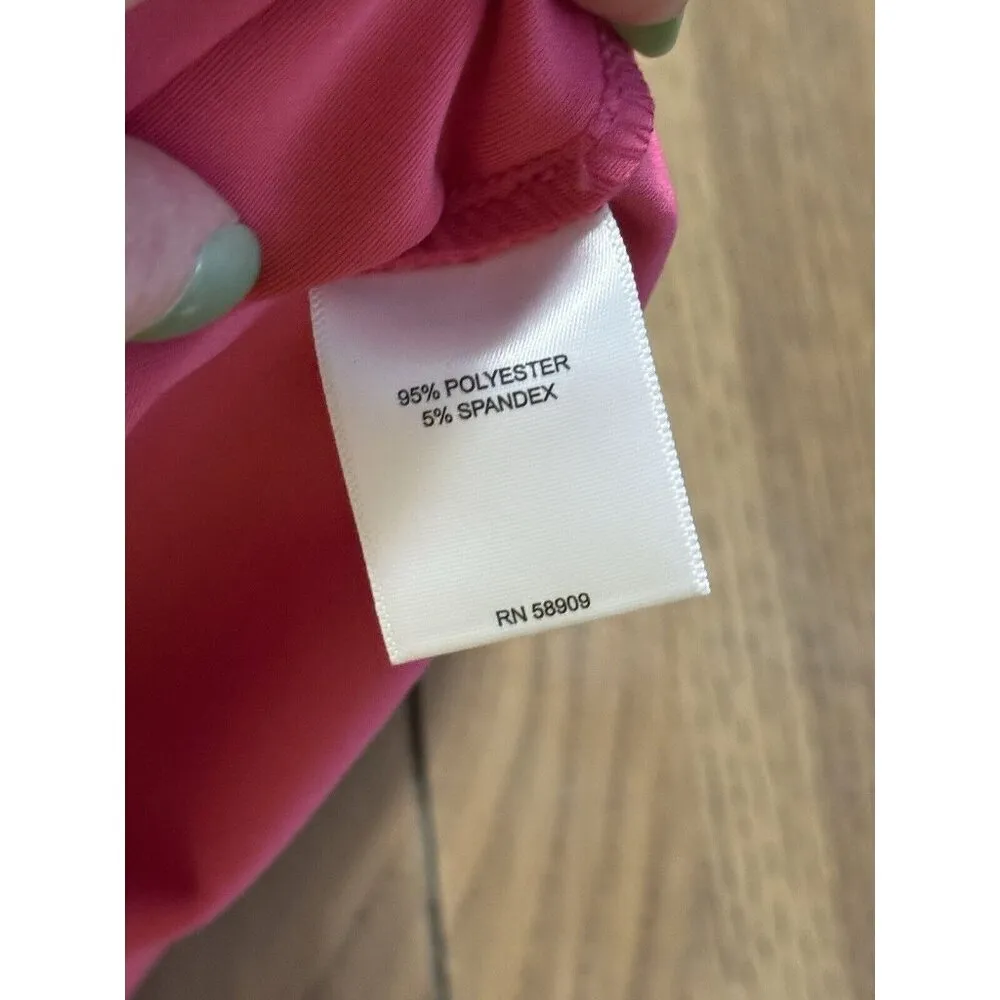 95% POLYESTER
5% SPANDEX
RN 58909